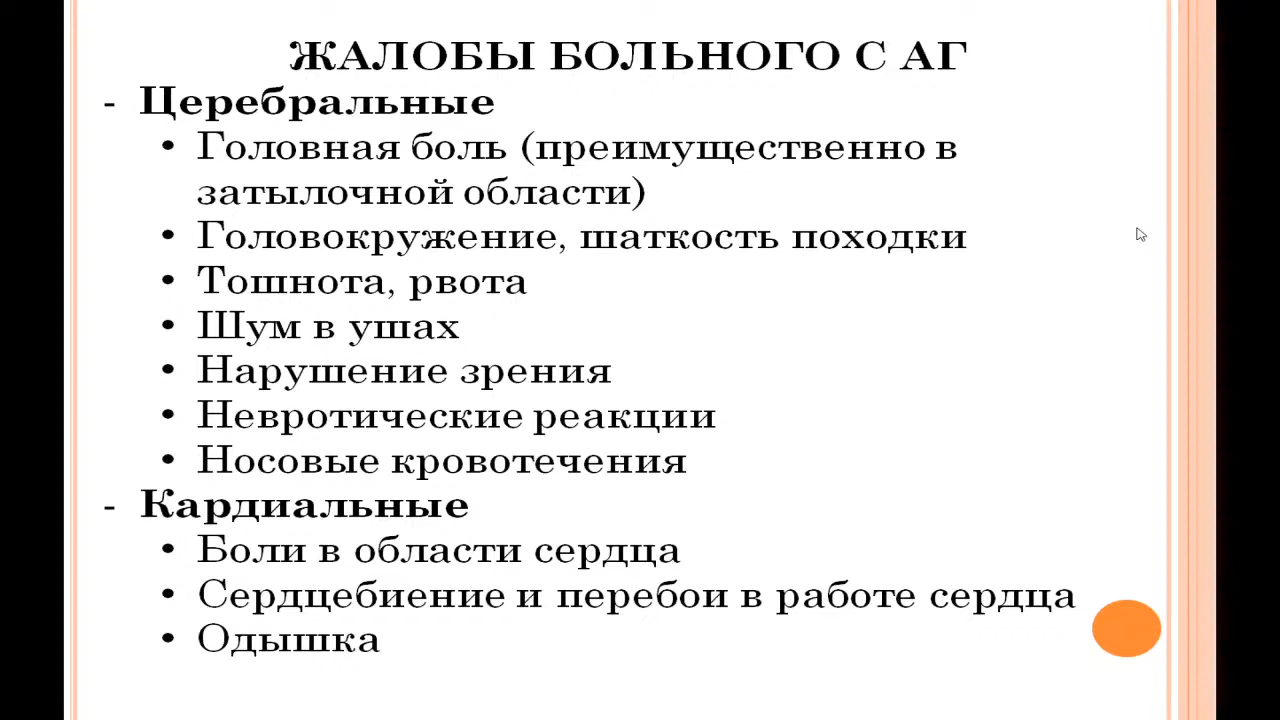 ЖАЛОБЫ БОЛЬНОГО С АГ
- Церебральные
• Головная боль (преимущественно в
затылочной области)
• Головокружение, шаткость походки
• Тошнота, рвота
• Шум в ушах
• Нарушение зрения
• Невротические реакции
• Носовые кровотечения
- Кардиальные
• Боли в области сердца
• Сердцебиение и перебои в работе сердца
• Одышка